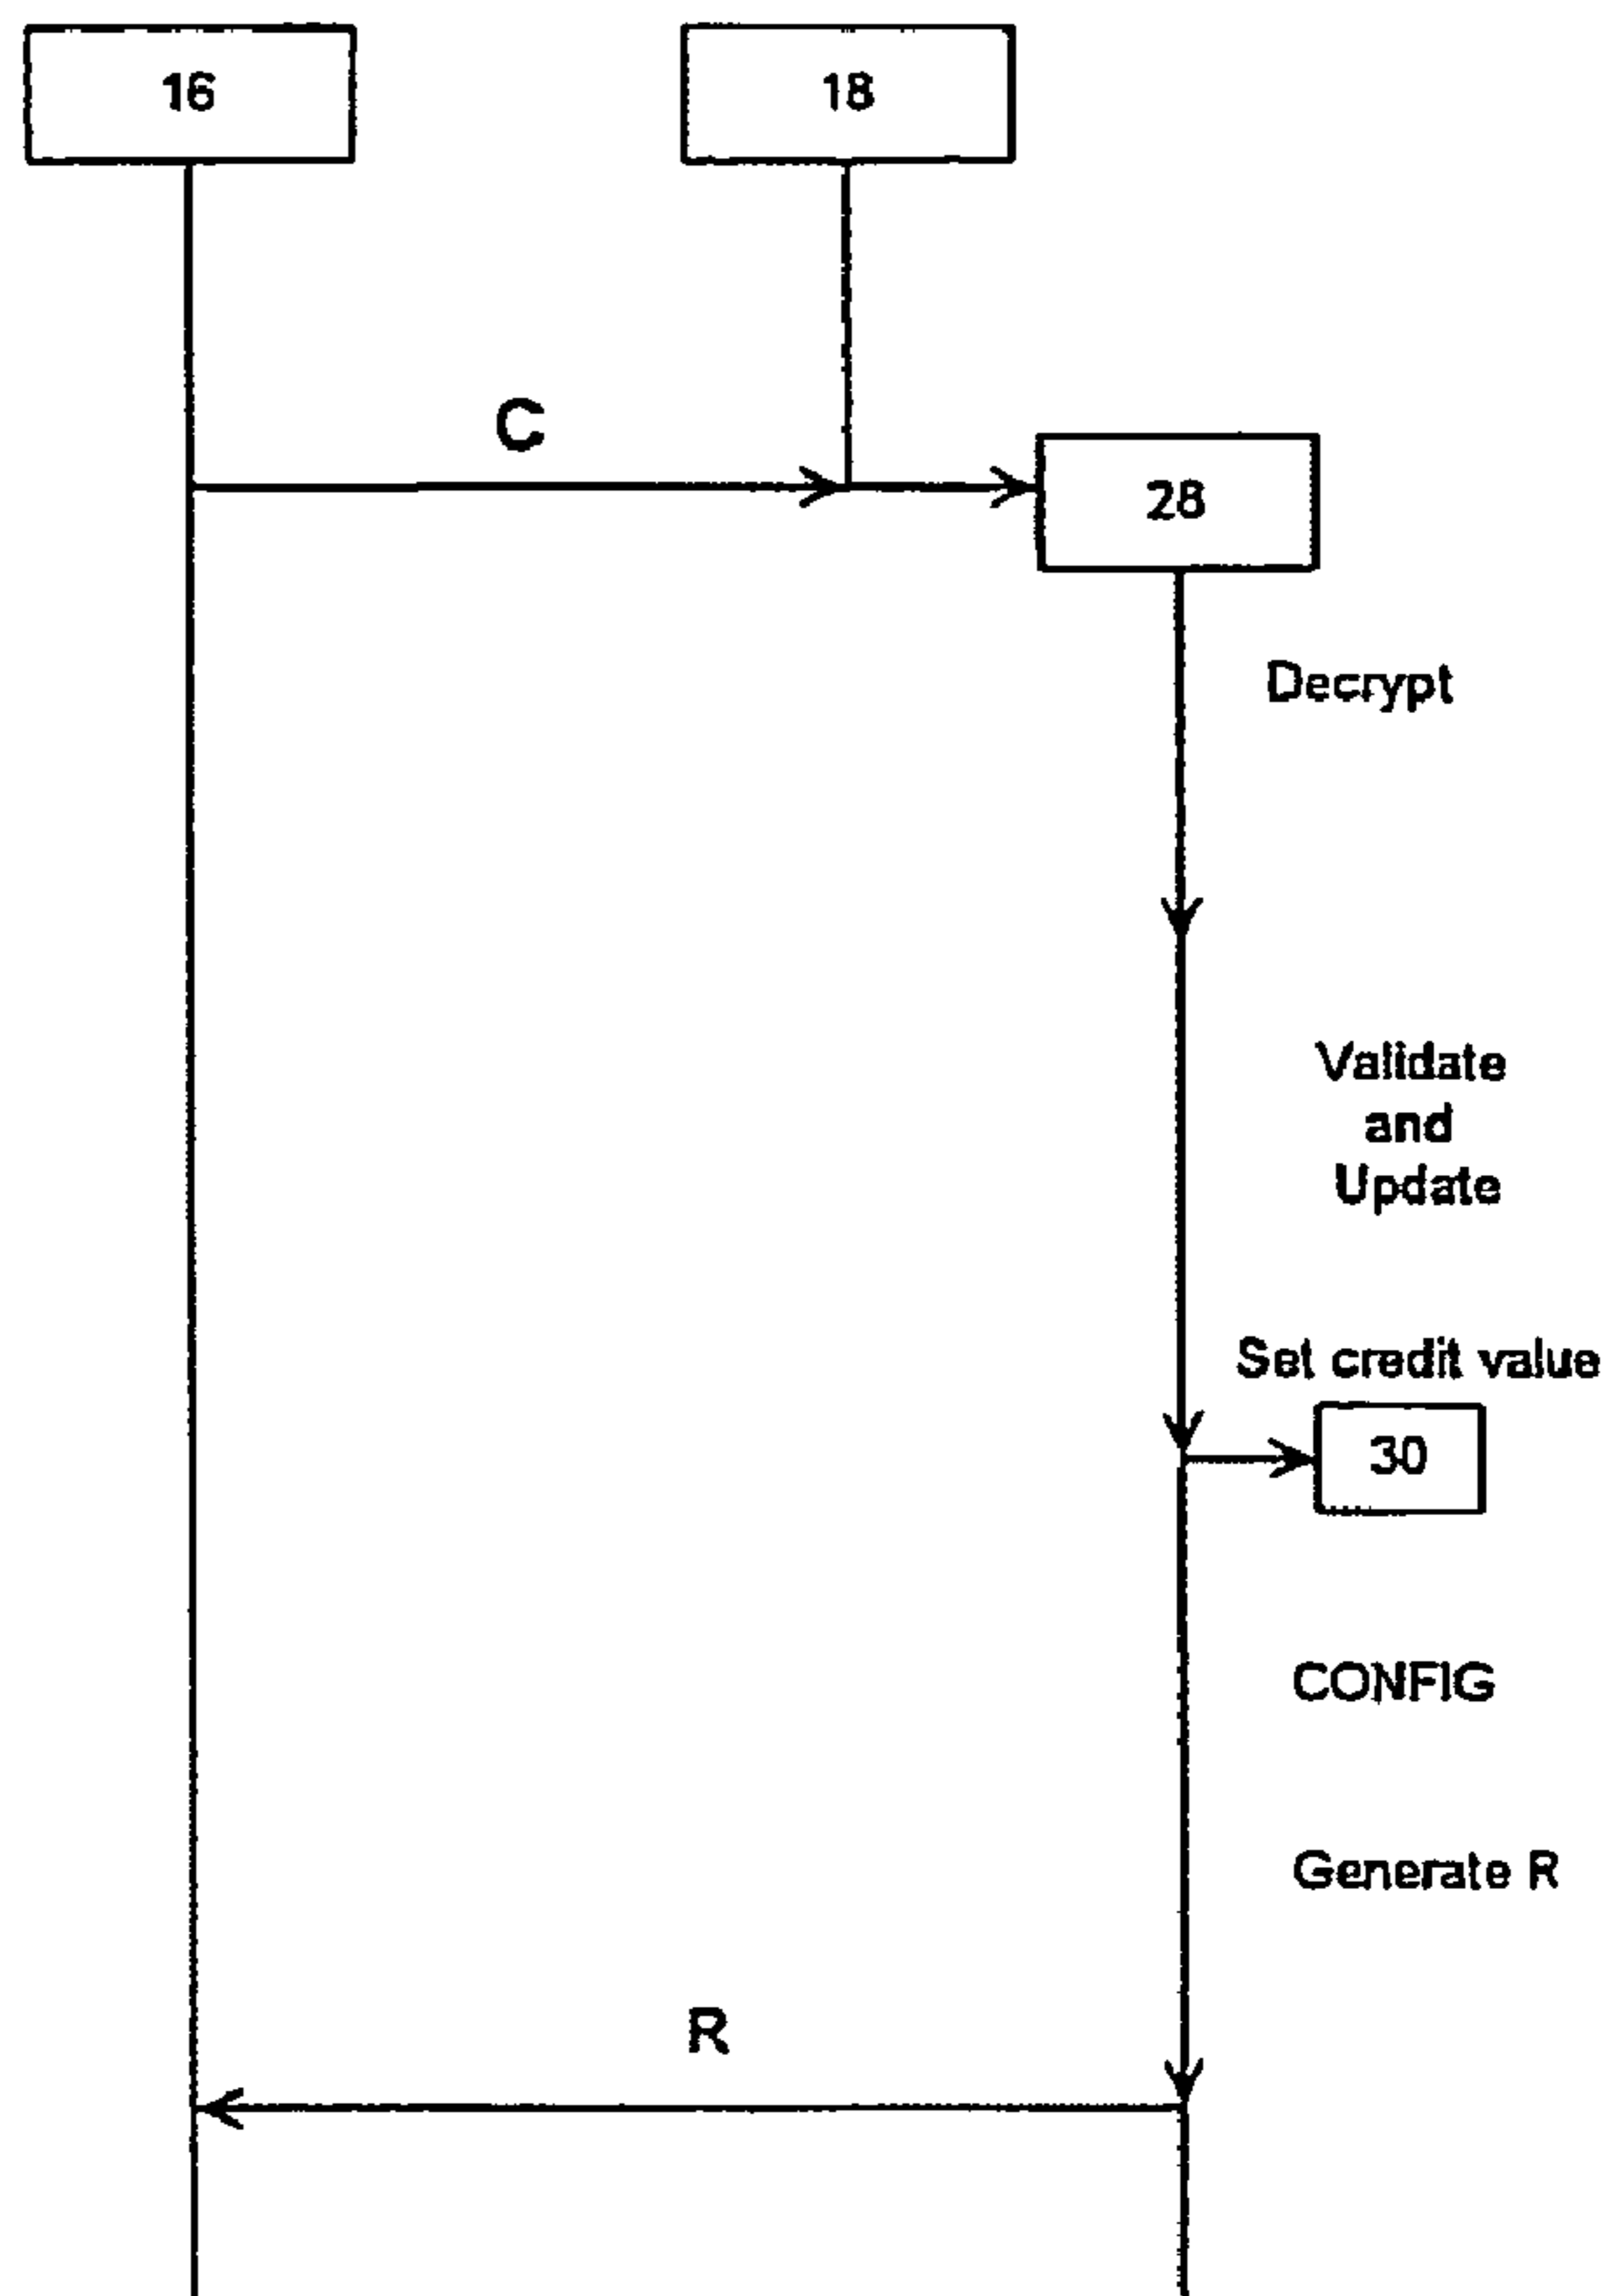 16
18
C
28
Decrypt
Validate
and
Update
Set credit value
30
CONFIG
Generate R
R